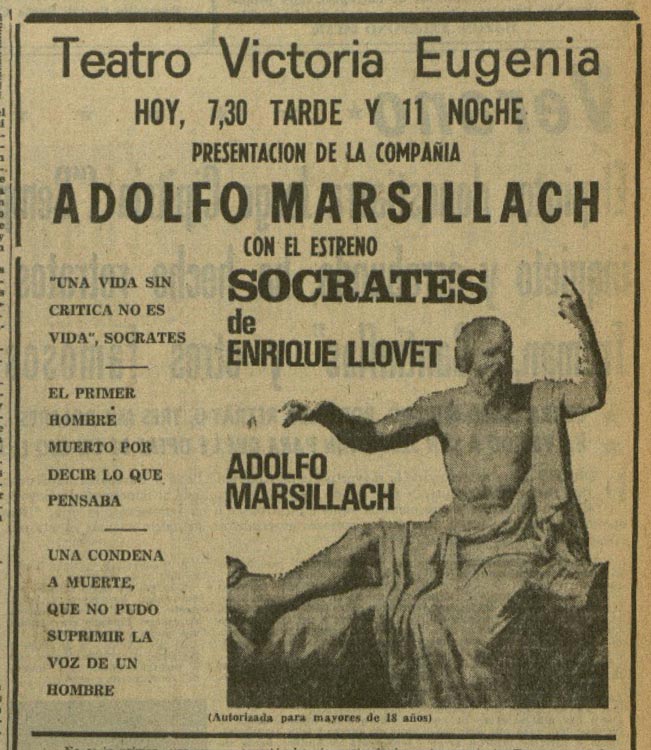 Teatro Victoria Eugenia
HOY, 7,30 TARDE Y 11 NOCHE
PRESENTACION DE LA COMPAÑIA
ADOLFO MARSILLACH
CON EL ESTRENO
"UNA VIDA SIN
CRITICA NO ES
VIDA", SOCRATES
EL PRIMER
HOMBRE
MUERTO POR
DECIR LO QUE
PENSABA
UNA CONDENA
A MUERTE,
QUE NO PUDO
SUPRIMIR LA
VOZ DE UN
HOMBRE
SOCRATES
de
ENRIQUE LLOVET
ADOLFO
MARSILLACH
(Autorizada para mayores de 18 años)